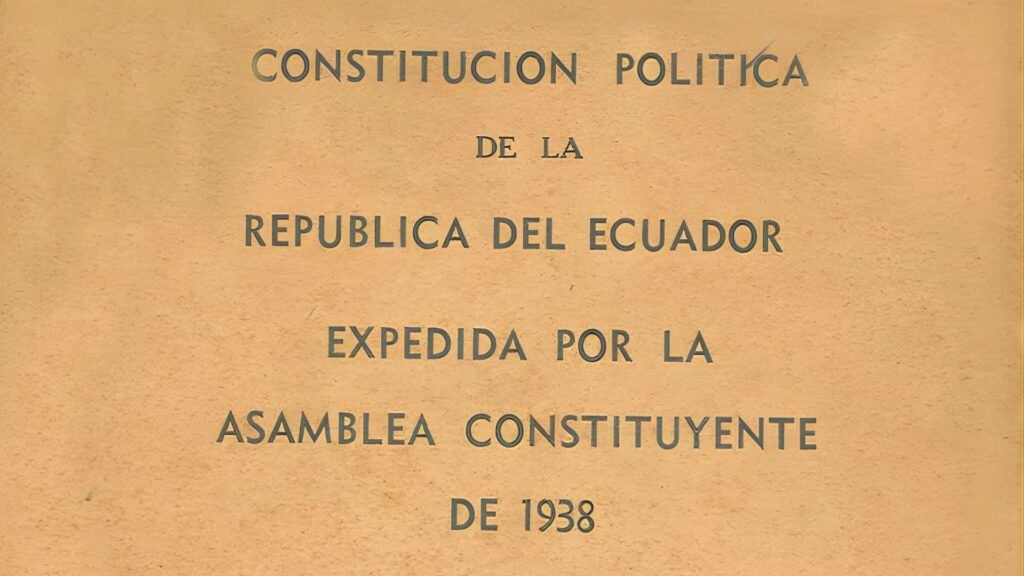 CONSTITUCION POLITICA
DE LA
REPUBLICA DEL ECUADOR
EXPEDIDA POR LA
ASAMBLEA CONSTITUYENTE
DE 1938